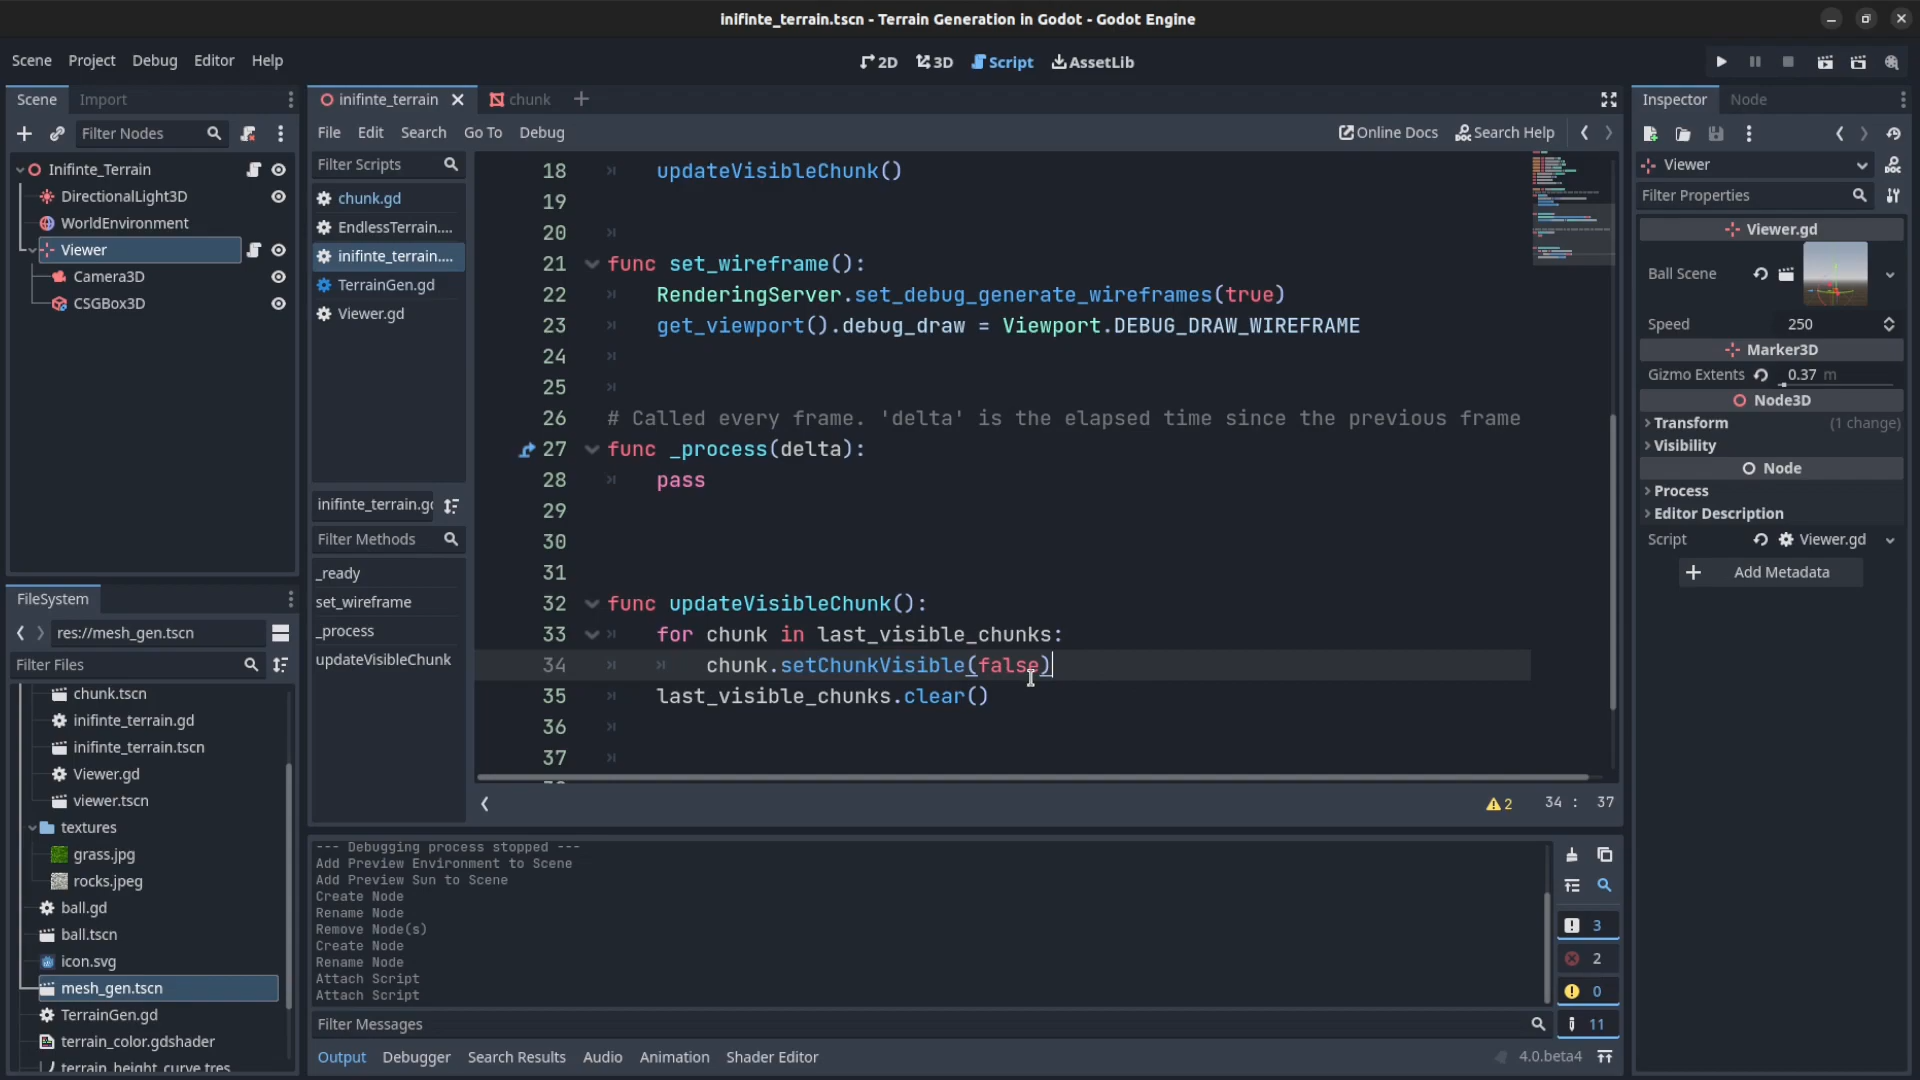 inifinte_terrain.tscn - Terrain Generation in Godot - Godot Engine
Scene Project Debug Editor Help
2D 3D Script AssetLib
Scene Import
Filter Nodes
Inifinte_Terrain
DirectionalLight3D
WorldEnvironment
Viewer
Camera3D
CSGBox3D
FileSystem
res://mesh_gen.tscn
Filter Files
chunk.tscn
inifinte_terrain.gd
inifinte_terrain.tscn
Viewer.gd
viewer.tscn
textures
grass.jpg
rocks.jpeg
ball.gd
ball.tscn
icon.svg
mesh_gen.tscn
TerrainGen.gd
terrain_color.gdshader
terrain_height_curve.tres
inifinte_terrain chunk
File Edit Search Go To Debug
Online Docs Search Help
Filter Scripts
chunk.gd
EndlessTerrain....
inifinte_terrain....
TerrainGen.gd
Viewer.gd
inifinte_terrain.gd
Filter Methods
_ready
set_wireframe
_process
updateVisibleChunk
18 updateVisibleChunk()
19
20
21 func set_wireframe():
22 RenderingServer.set_debug_generate_wireframes(true)
23 get_viewport().debug_draw = Viewport.DEBUG_DRAW_WIREFRAME
24
25
26 # Called every frame. 'delta' is the elapsed time since the previous frame
27 func _process(delta):
28 pass
29
30
31
32 func updateVisibleChunk():
33 for chunk in last_visible_chunks:
34 chunk.setChunkVisible(false)
35 last_visible_chunks.clear()
36
37
2 34 : 37
--- Debugging process stopped ---
Add Preview Environment to Scene
Add Preview Sun to Scene
Create Node
Rename Node
Remove Node(s)
Create Node
Rename Node
Attach Script
Attach Script
Filter Messages
3
2
0
11
Output Debugger Search Results Audio Animation Shader Editor
4.0.beta4
Inspector Node
Viewer
Filter Properties
Viewer.gd
Ball Scene
Speed 250
Marker3D
Gizmo Extents 0.37 m
Node3D
Transform (1 change)
Visibility
Node
Process
Editor Description
Script Viewer.gd
Add Metadata